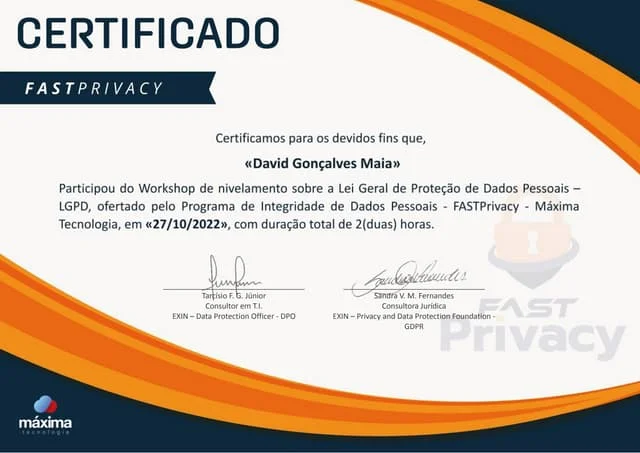 CERTIFICADO
FASTPRIVACY
Certificamos para os devidos fins que,
«David Gonçalves Maia»
Participou do Workshop de nivelamento sobre a Lei Geral de Proteção de Dados Pessoais –
LGPD, ofertado pelo Programa de Integridade de Dados Pessoais - FASTPrivacy - Máxima
Tecnologia, em «27/10/2022», com duração total de 2(duas) horas.
Tarcísio F. G. Júnior
Consultor em T.I.
EXIN – Data Protection Officer - DPO
Sandra V. M. Fernandes
Consultora Jurídica
EXIN – Privacy and Data Protection Foundation -
GDPR
FAST
Privacy
máxima
tecnologia